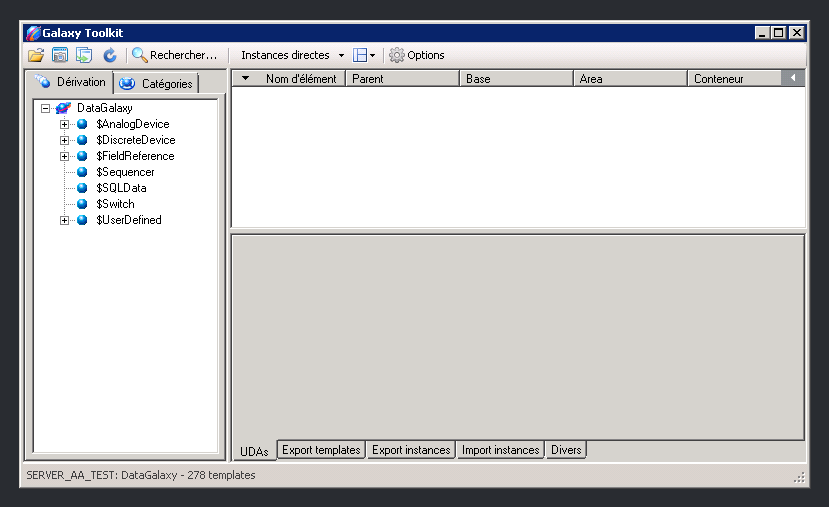 Galaxy Toolkit
Rechercher... Instances directes Options
Dérivation Catégories
Nom d'élément Parent Base Area Conteneur
DataGalaxy
$AnalogDevice
$DiscreteDevice
$FieldReference
$Sequencer
$SQLData
$Switch
$UserDefined
UDAs Export templates Export instances Import instances Divers
SERVER_AA_TEST: DataGalaxy - 278 templates